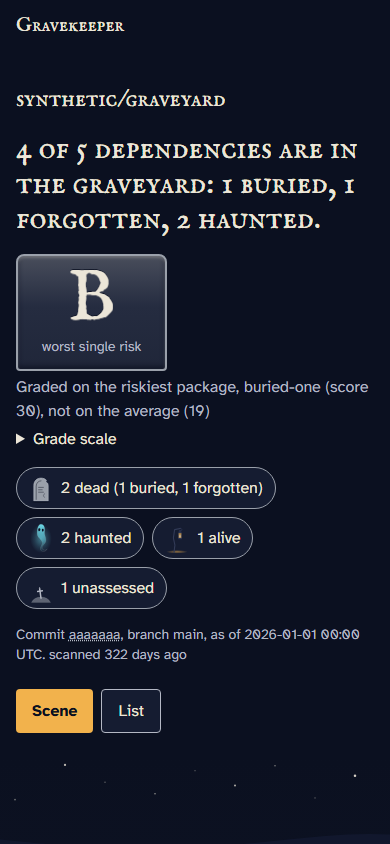 Gravekeeper
synthetic/graveyard
4 of 5 dependencies are in
the graveyard: 1 buried, 1
forgotten, 2 haunted.
B
worst single risk
Graded on the riskiest package, buried-one (score
30), not on the average (19)
Grade scale
2 dead (1 buried, 1 forgotten)
2 haunted
1 alive
1 unassessed
Commit aaaaaaa, branch main, as of 2026-01-01 00:00
UTC. scanned 322 days ago
Scene
List